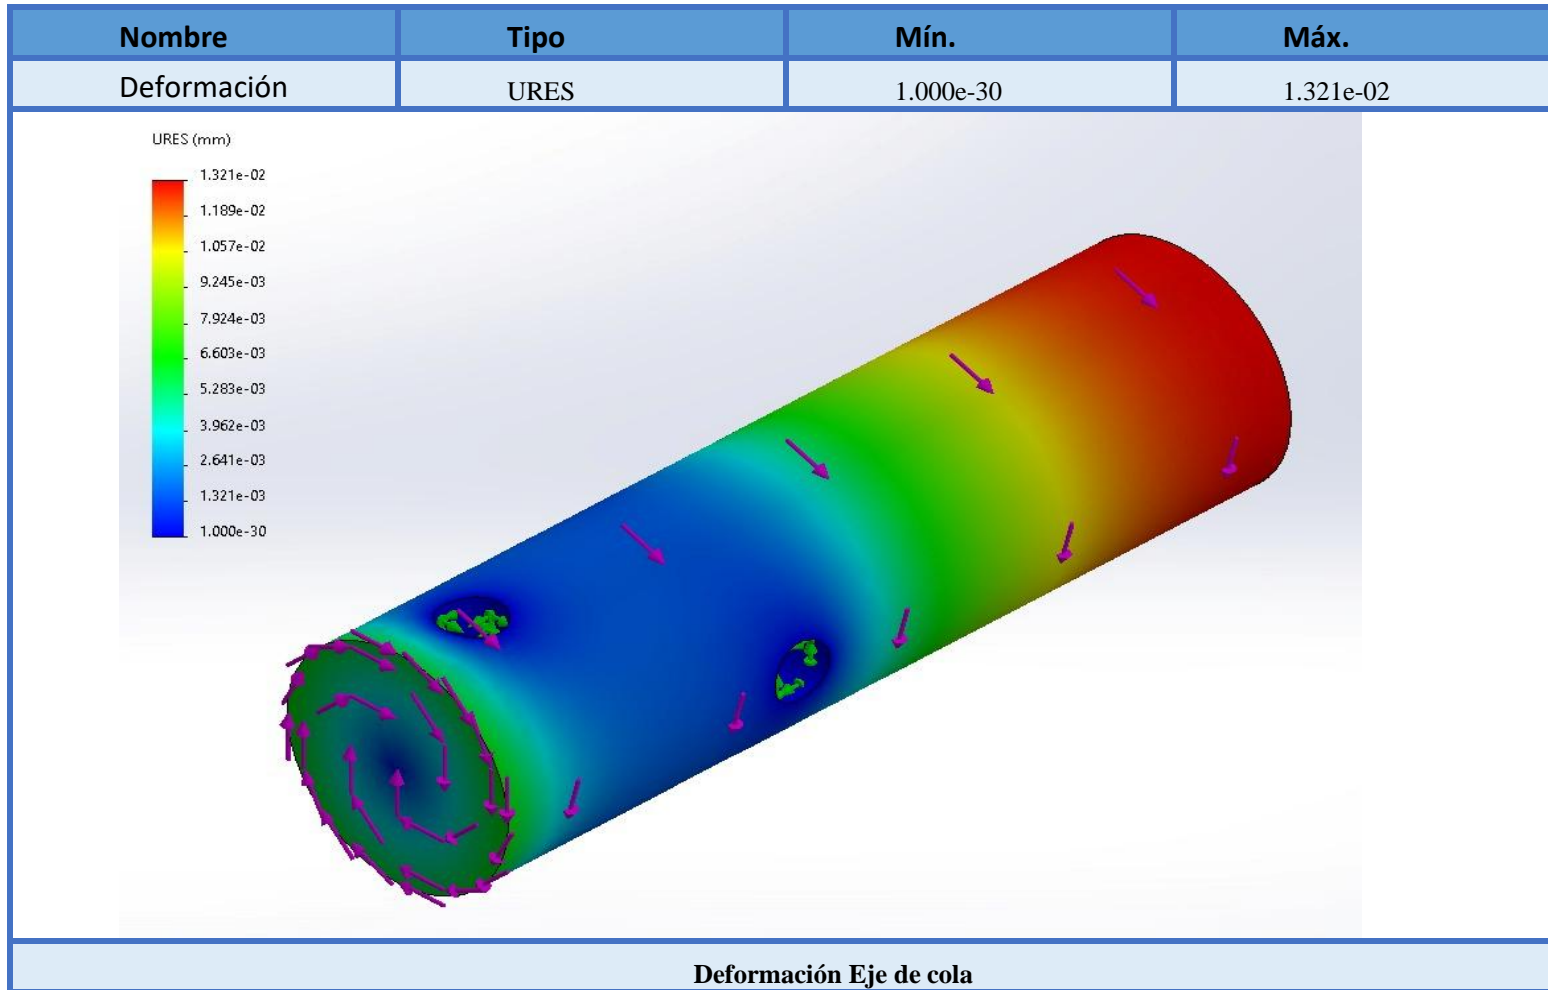 Nombre Tipo Mín. Máx.
Deformación URES 1.000e-30 1.321e-02
URES (mm)
1.321e-02
1.189e-02
1.057e-02
9.245e-03
7.924e-03
6.603e-03
5.283e-03
3.962e-03
2.641e-03
1.321e-03
1.000e-30
Deformación Eje de cola